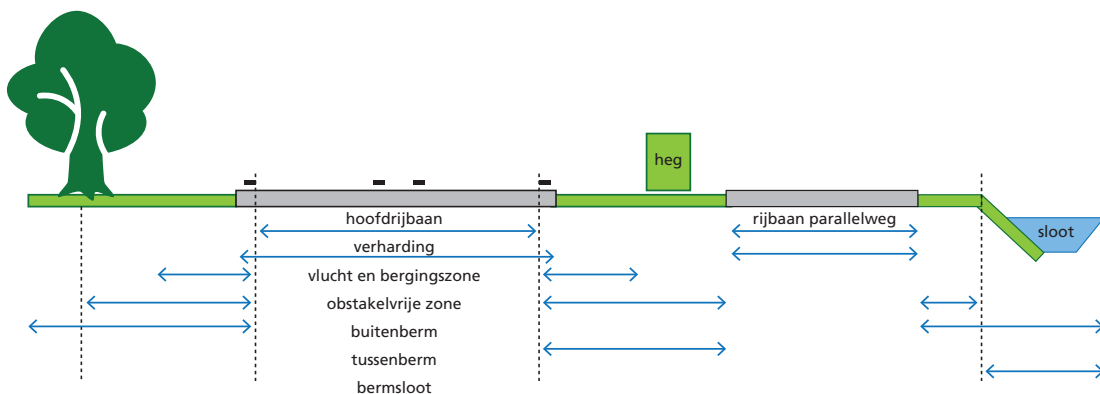 heg
hoofdrijbaan
rijbaan parallelweg
sloot
verharding
vlucht en bergingszone
obstakelvrije zone
buitenberm
tussenberm
bermsloot